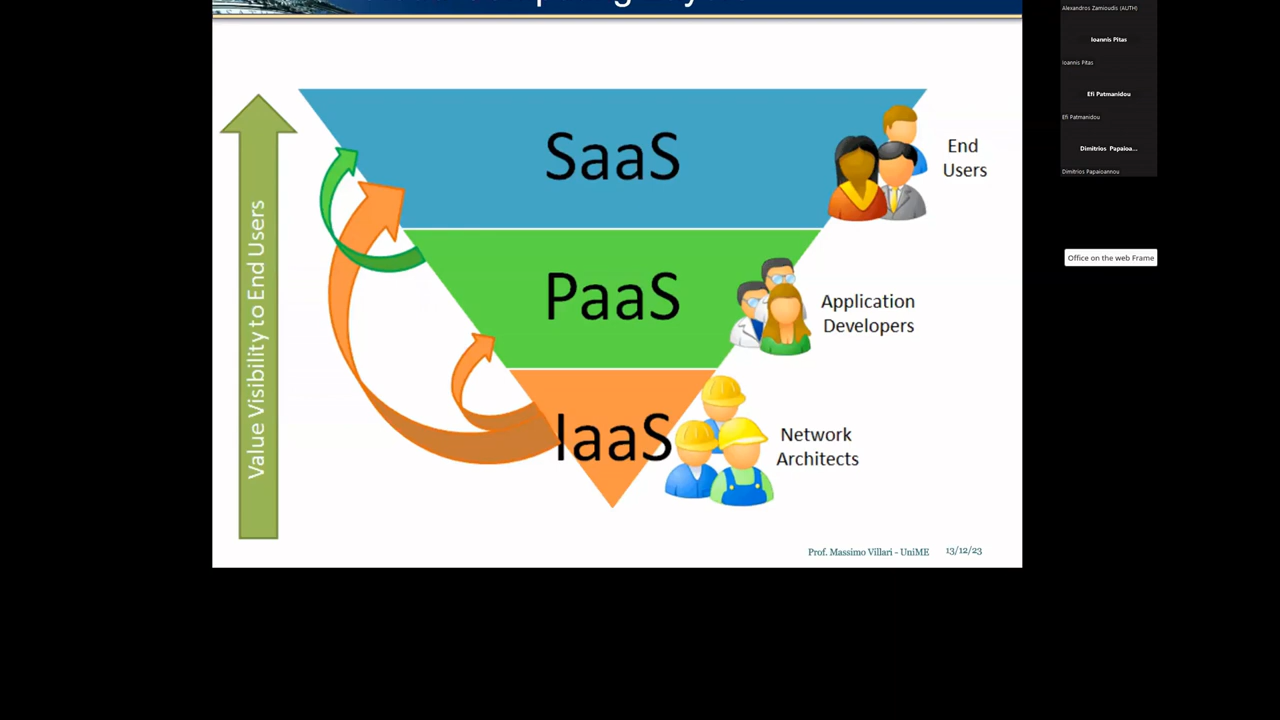 Alexandros Zamioudis (AUTH)
Ioannis Pitas
Ioannis Pitas
Efi Patmanidou
Efi Patmanidou
Dimitrios Papaioa...
Dimitrios Papaioannou
Office on the web Frame
Value Visibility to End Users
SaaS
End
Users
PaaS
Application
Developers
IaaS
Network
Architects
Prof. Massimo Villari - UniME
13/12/23